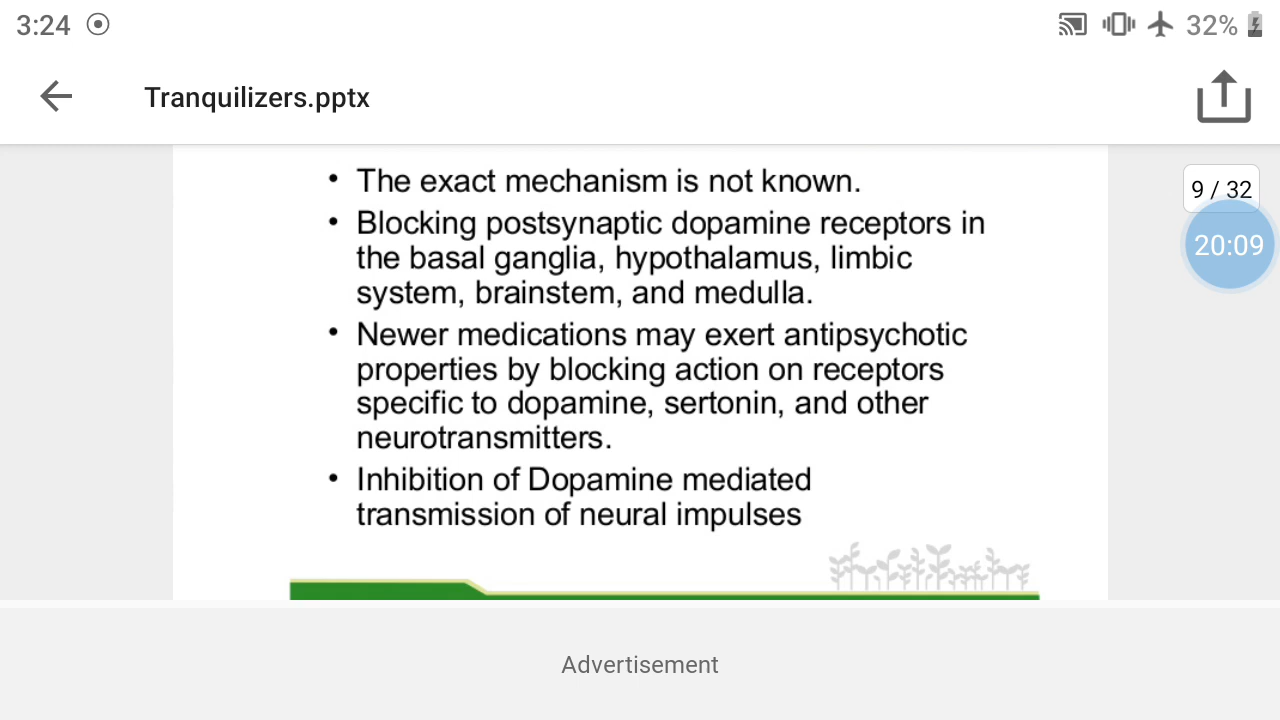 3:24
32%
Tranquilizers.pptx
• The exact mechanism is not known.
9 / 32
• Blocking postsynaptic dopamine receptors in
the basal ganglia, hypothalamus, limbic
system, brainstem, and medulla.
20:09
• Newer medications may exert antipsychotic
properties by blocking action on receptors
specific to dopamine, sertonin, and other
neurotransmitters.
• Inhibition of Dopamine mediated
transmission of neural impulses
Advertisement